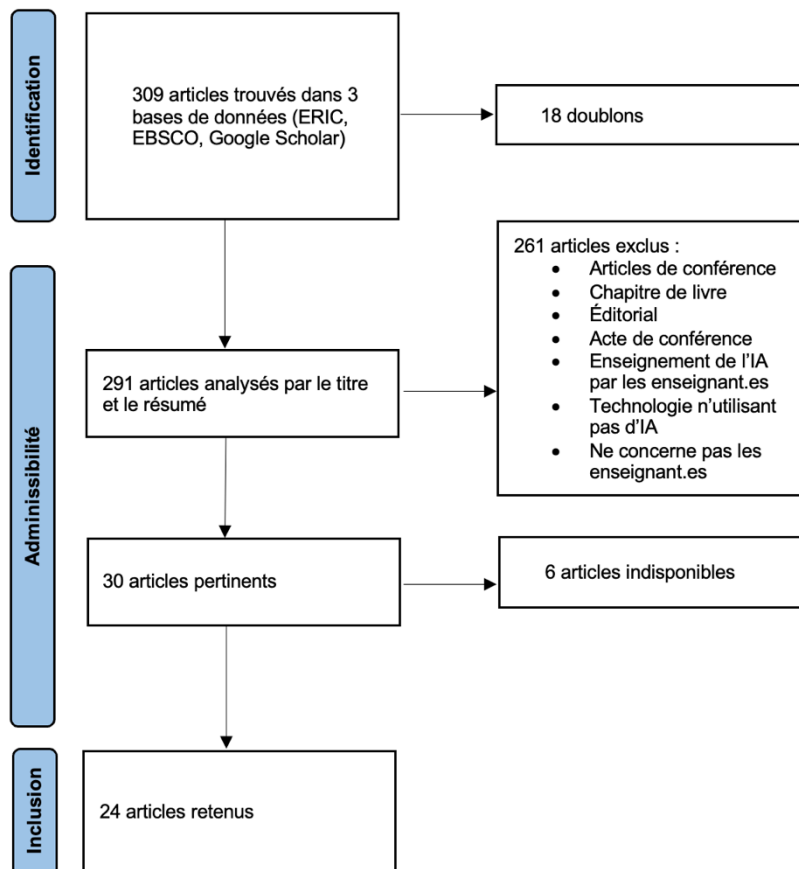 Identification
309 articles trouvés dans 3
bases de données (ERIC,
EBSCO, Google Scholar)
18 doublons
Adminissibilité
291 articles analysés par le titre
et le résumé
261 articles exclus :
• Articles de conférence
• Chapitre de livre
• Éditorial
• Acte de conférence
• Enseignement de l’IA
par les enseignant.es
• Technologie n’utilisant
pas d’IA
• Ne concerne pas les
enseignant.es
30 articles pertinents
6 articles indisponibles
Inclusion
24 articles retenus